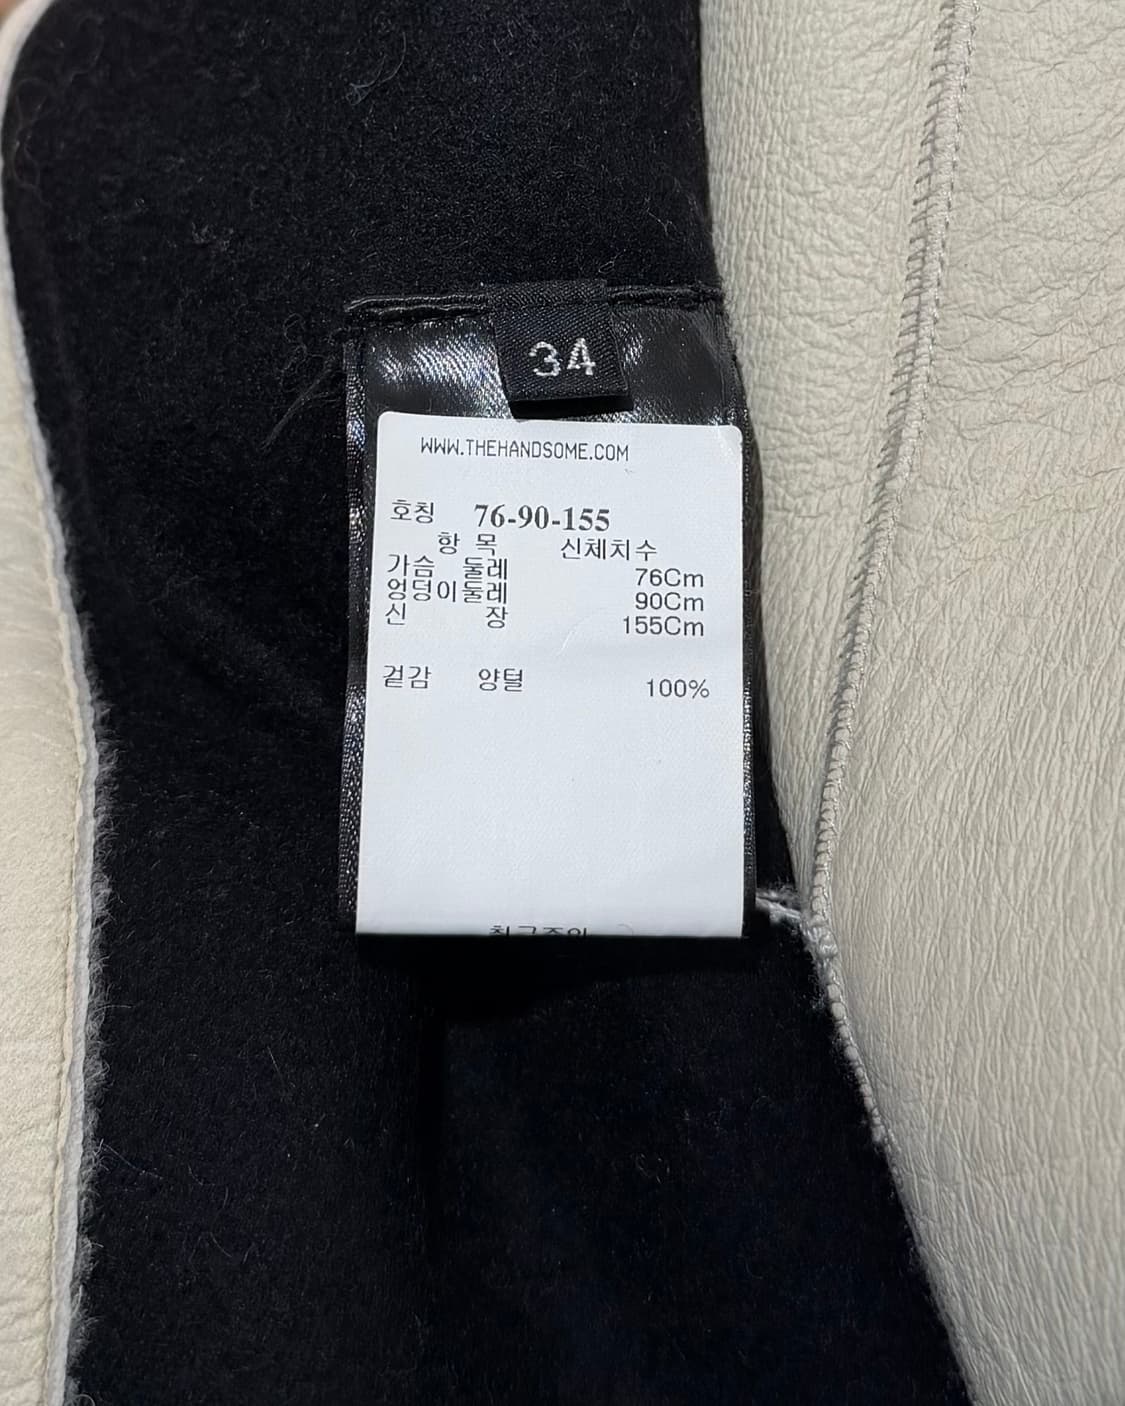 34
WWW.THEHANDSOME.COM
호칭 76-90-155
항 목 신체치수
가슴 둘레 76Cm
엉덩이둘레 90Cm
신 장 155Cm
겉감 양털 100%